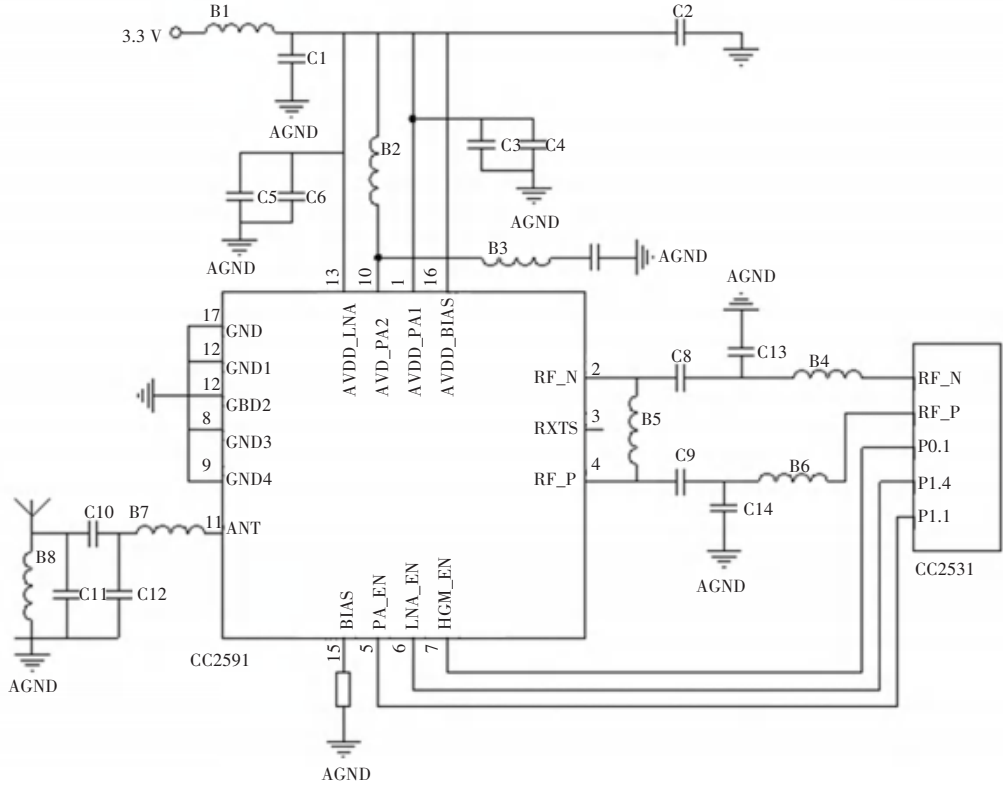 B1
C2
3.3 V
C1
AGND
B2
C3
C4
C5
C6
AGND
AGND
B3
AGND
13
10
1
16
AVDD_LNA
AVD_PA2
AVDD_PA1
AVDD_BIAS
17
GND
12
GND1
12
GBD2
8
GND3
9
GND4
11
ANT
RF_N
2
RXTS
3
RF_P
4
B5
C8
C9
AGND
C13
B4
B6
C14
AGND
RF_N
RF_P
P0.1
P1.4
P1.1
CC2531
C10
B7
B8
C11
C12
AGND
BIAS
PA_EN
LNA_EN
HGM_EN
15
5
6
7
CC2591
AGND